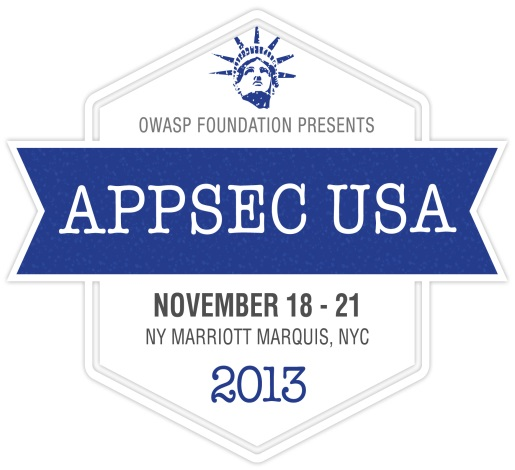 OWASP FOUNDATION PRESENTS
APPSEC USA
NOVEMBER 18 - 21
NY MARRIOTT MARQUIS, NYC
2013